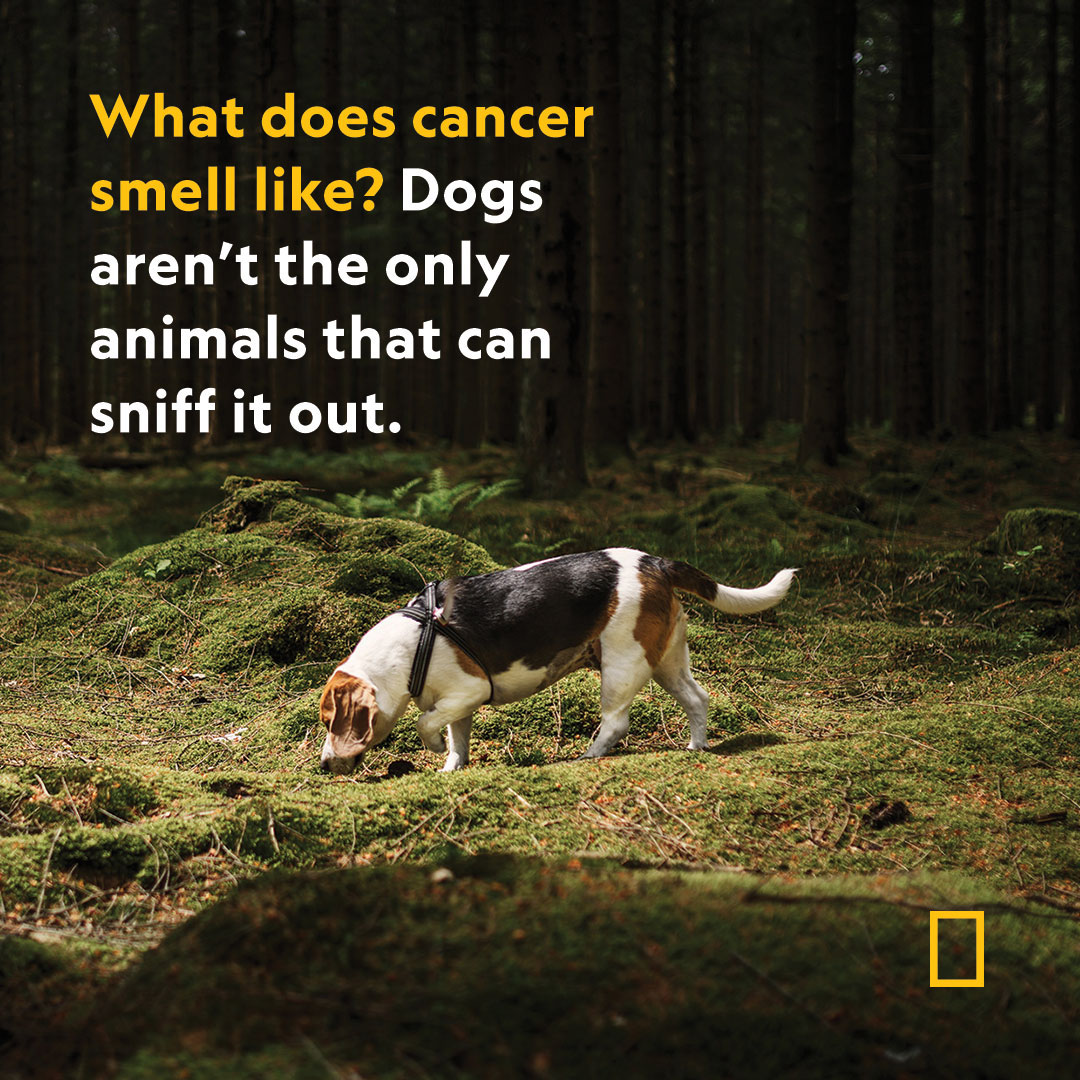 What does cancer
smell like? Dogs
aren’t the only
animals that can
sniff it out.